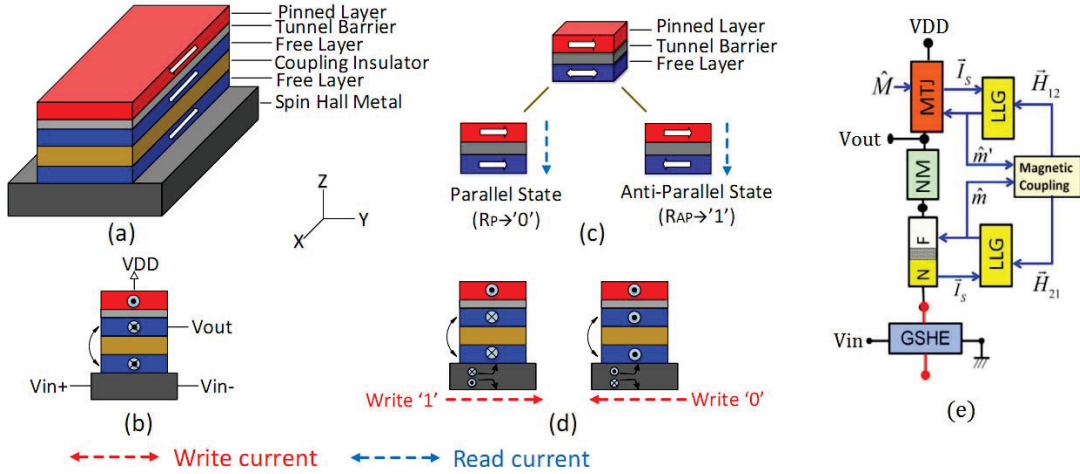 Pinned Layer
Tunnel Barrier
Free Layer
Coupling Insulator
Free Layer
Spin Hall Metal
(a)
Z
Y
X
VDD
Vout
Vin+
Vin-
(b)
Pinned Layer
Tunnel Barrier
Free Layer
Parallel State
(RP→'0')
Anti-Parallel State
(RAP→'1')
(c)
Write '1'
Write '0'
(d)
Write current
Read current
VDD
M̂
MTJ
I⃗s
LLG
H⃗12
Vout
m̂'
NM
Magnetic
Coupling
m̂
F
N
I⃗s
LLG
H⃗21
Vin
GSHE
(e)